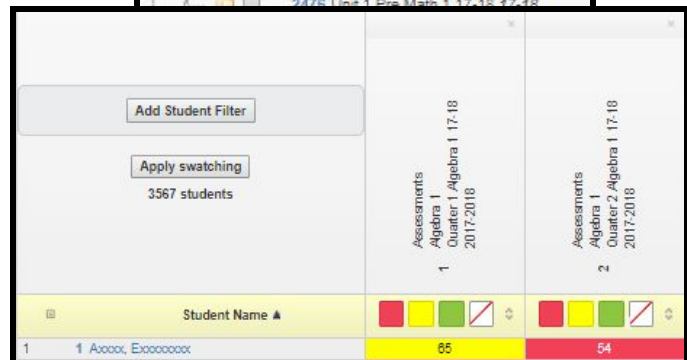 2476 Unit 1 Pre Math 1 17-18 17-18
Add Student Filter
Apply swatching
3567 students
Assessments
Algebra 1
Quarter 1 Algebra 1 17-18
2017-2018
1
Assessments
Algebra 1
Quarter 2 Algebra 1 17-18
2017-2018
2
Student Name ▲
1 1 Axxxx, Exxxxxxxx 65 54